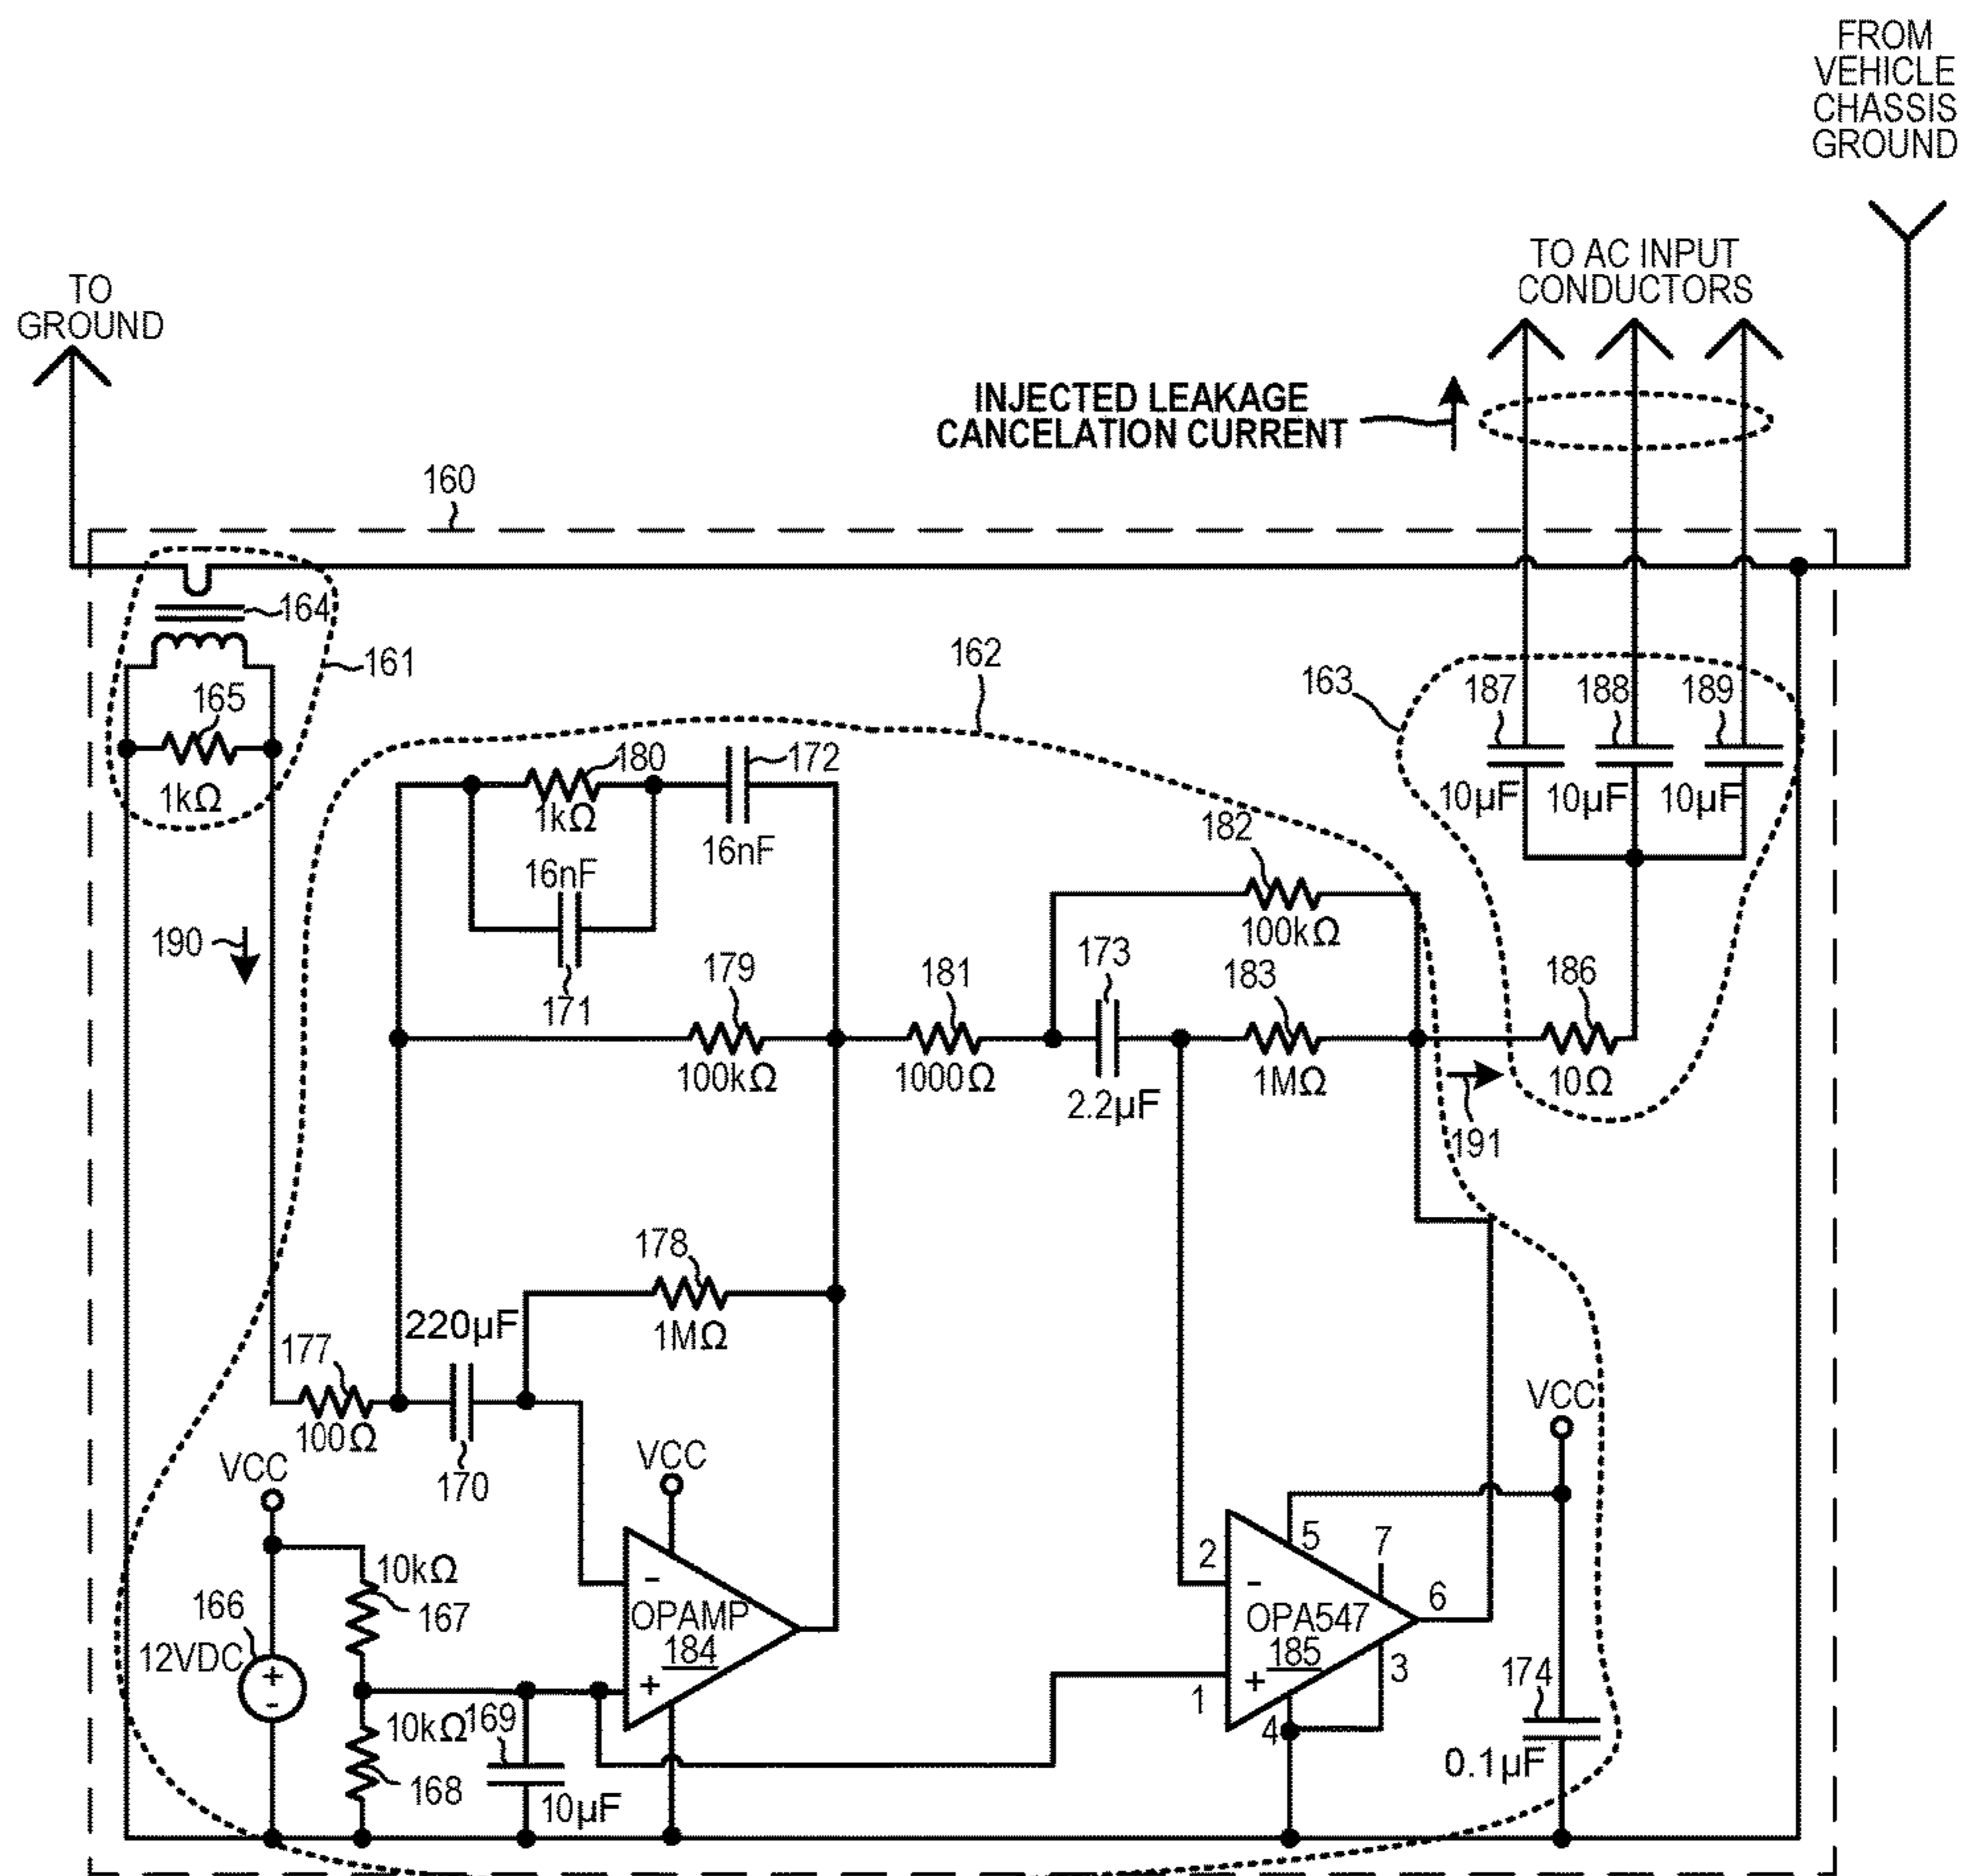 FROM
VEHICLE
CHASSIS
GROUND
TO AC INPUT
CONDUCTORS
TO
GROUND
INJECTED LEAKAGE
CANCELATION CURRENT
160
164
161
162
163
165
1kΩ
187
188
189
10µF
10µF
10µF
180
1kΩ
172
16nF
16nF
171
182
100kΩ
190
179
100kΩ
181
1000Ω
173
2.2µF
183
1MΩ
186
10Ω
191
178
1MΩ
220µF
177
100Ω
170
VCC
VCC
VCC
10kΩ
167
166
12VDC
+
-
-
OPAMP
184
+
2
5
7
-
OPA547
185
6
+
1
4
3
174
0.1µF
10kΩ
168
169
10µF